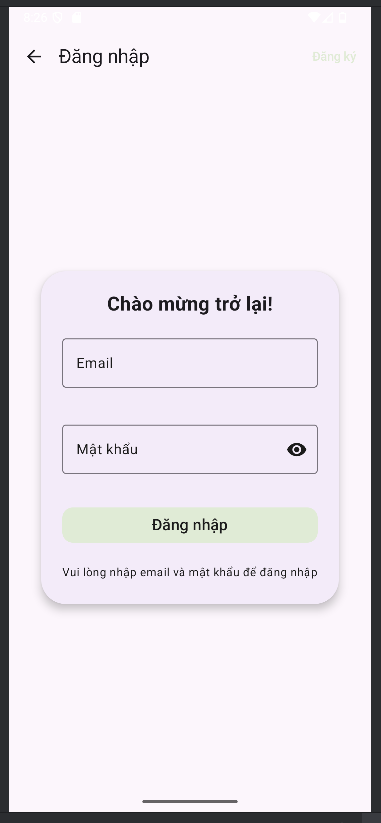 Đăng nhập
Đăng ký
Chào mừng trở lại!
Email
Mật khẩu
Đăng nhập
Vui lòng nhập email và mật khẩu để đăng nhập